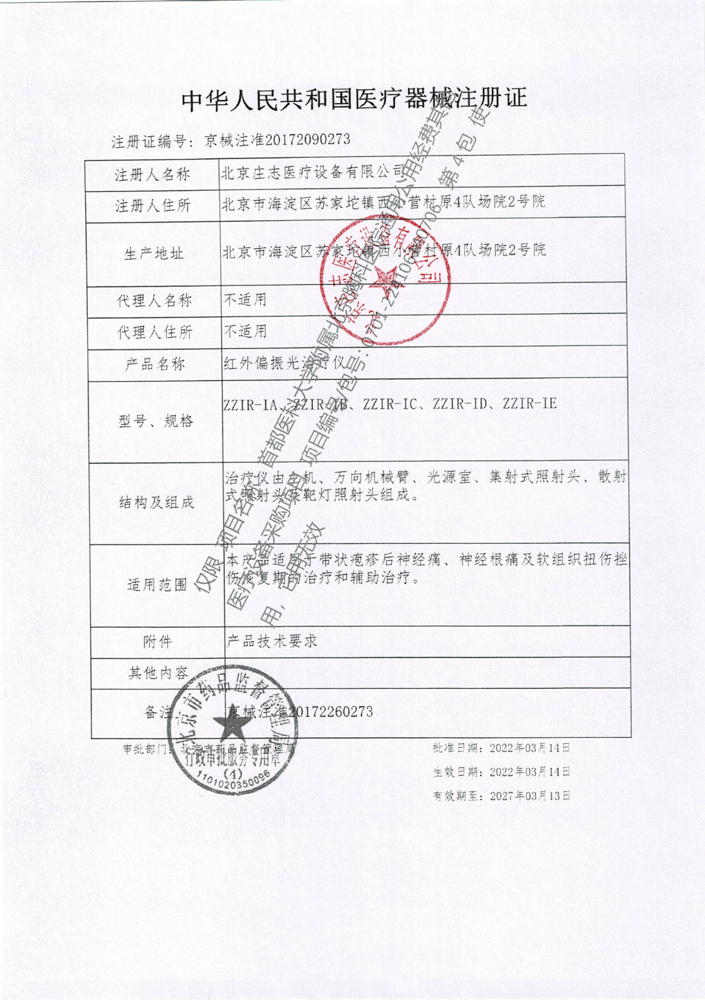 中华人民共和国医疗器械注册证
注册证编号：京械注准20172090273
注册人名称 北京庄志医疗设备有限公司
注册人住所 北京市海淀区苏家坨镇西小营村原4队场院2号院
生产地址 北京市海淀区苏家坨镇西小营村原4队场院2号院
代理人名称 不适用
代理人住所 不适用
产品名称 红外偏振光治疗仪
型号、规格 ZZIR-IA、ZZIR-IB、ZZIR-IC、ZZIR-ID、ZZIR-IE
结构及组成 治疗仪由主机、万向机械臂、光源室、集射式照射头、散射
式照射头及靶灯照射头组成。
适用范围 本产品适用于带状疱疹后神经痛、神经根痛及软组织扭伤挫
伤恢复期的治疗和辅助治疗。
附件 产品技术要求
其他内容
备注 京械注准20172260273
审批部门：北京市药品监督管理局
批准日期：2022年03月14日
生效日期：2022年03月14日
有效期至：2027年03月13日
北京市药品监督管理局
行政审批服务专用章
（4）
1101020350096
仅限 项目名称：首都医科大学附属北京胸科医院通用公用经费其他
医疗设备采购项目 项目编号/包号：0701-224106 0706 第 4 包 使
用，它用无效